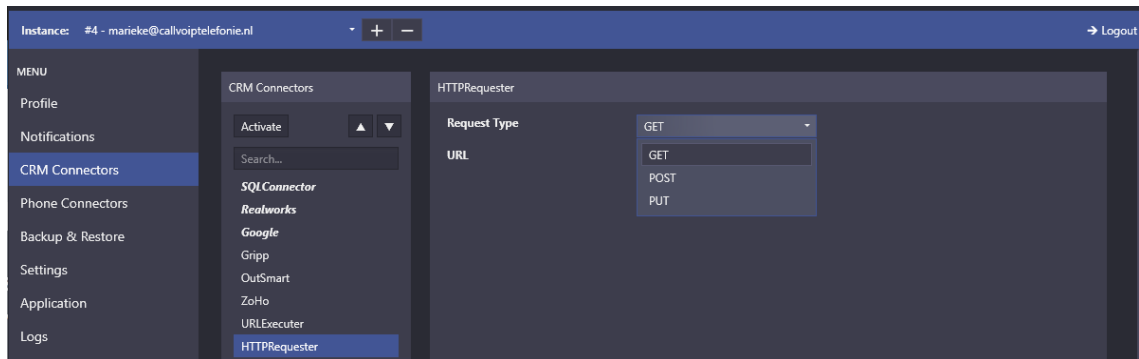 Instance: #4 - marieke@callvoiptelefonie.nl + − → Logout
MENU
Profile
Notifications
CRM Connectors
Phone Connectors
Backup & Restore
Settings
Application
Logs
CRM Connectors
Activate ▲ ▼
Search...
SQLConnector
Realworks
Google
Gripp
OutSmart
ZoHo
URLExecuter
HTTPRequester
HTTPRequester
Request Type GET
URL
GET
POST
PUT